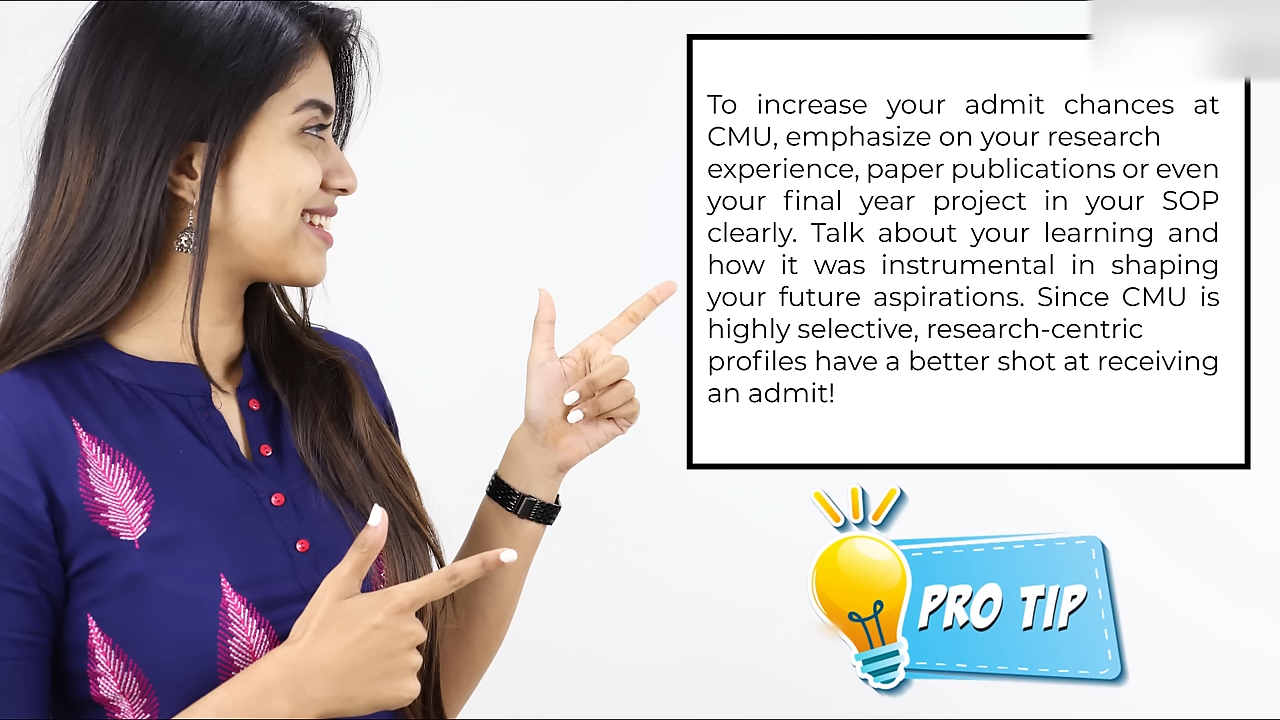 To increase your admit chances at
CMU, emphasize on your research
experience, paper publications or even
your final year project in your SOP
clearly. Talk about your learning and
how it was instrumental in shaping
your future aspirations. Since CMU is
highly selective, research-centric
profiles have a better shot at receiving
an admit!
PRO TIP